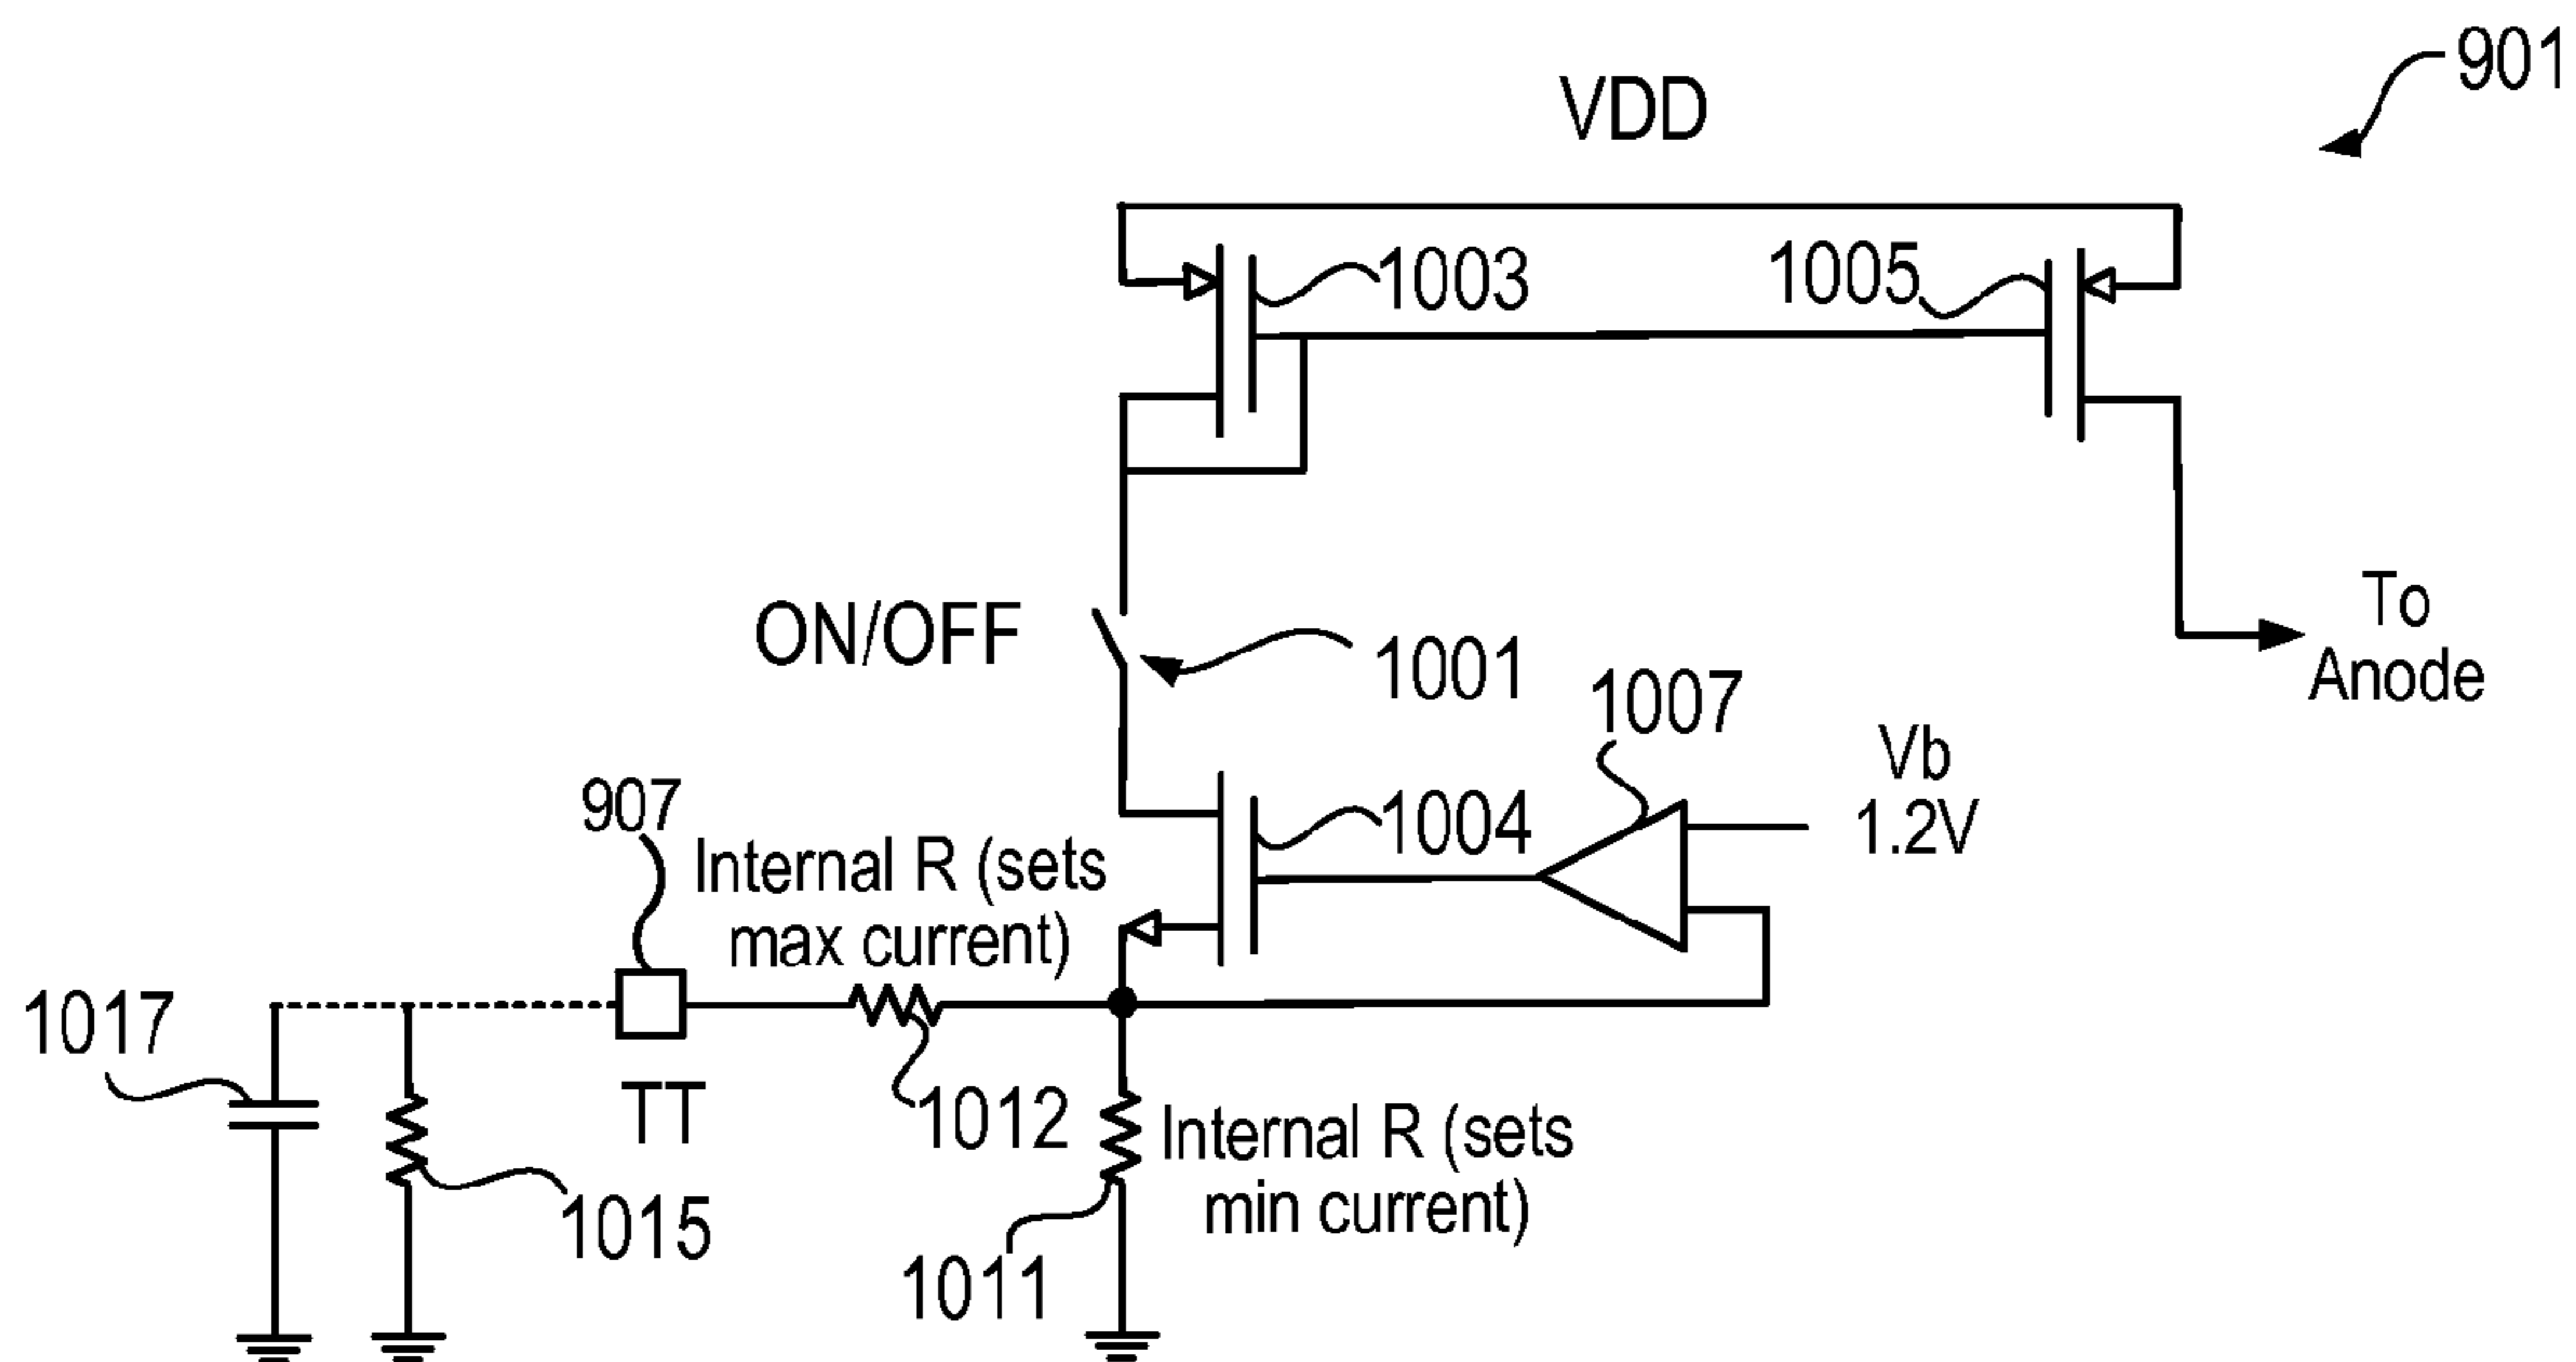 901
VDD
1003
1005
To
Anode
ON/OFF
1001
1007
Vb
1.2V
907
Internal R (sets
max current)
1004
1017
TT
1012
Internal R (sets
min current)
1015
1011